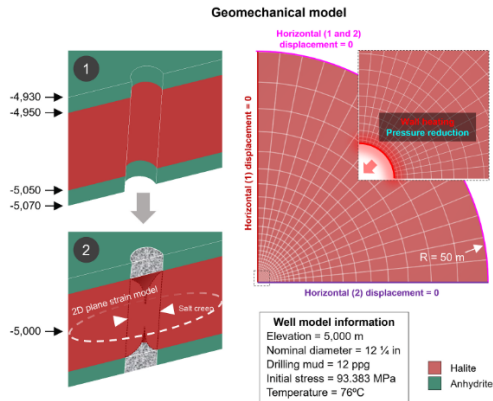 Geomechanical model
1
-4,930
-4,950
-5,050
-5,070
2
2D plane strain model
Salt creep
-5,000
Horizontal (1 and 2)
displacement = 0
Horizontal (1) displacement = 0
Pressure reduction
R = 50 m
Horizontal (2) displacement = 0
Well model information
Elevation = 5,000 m
Nominal diameter = 12 ¼ in
Drilling mud = 12 ppg
Initial stress = 93.383 MPa
Temperature = 76ºC
Halite
Anhydrite